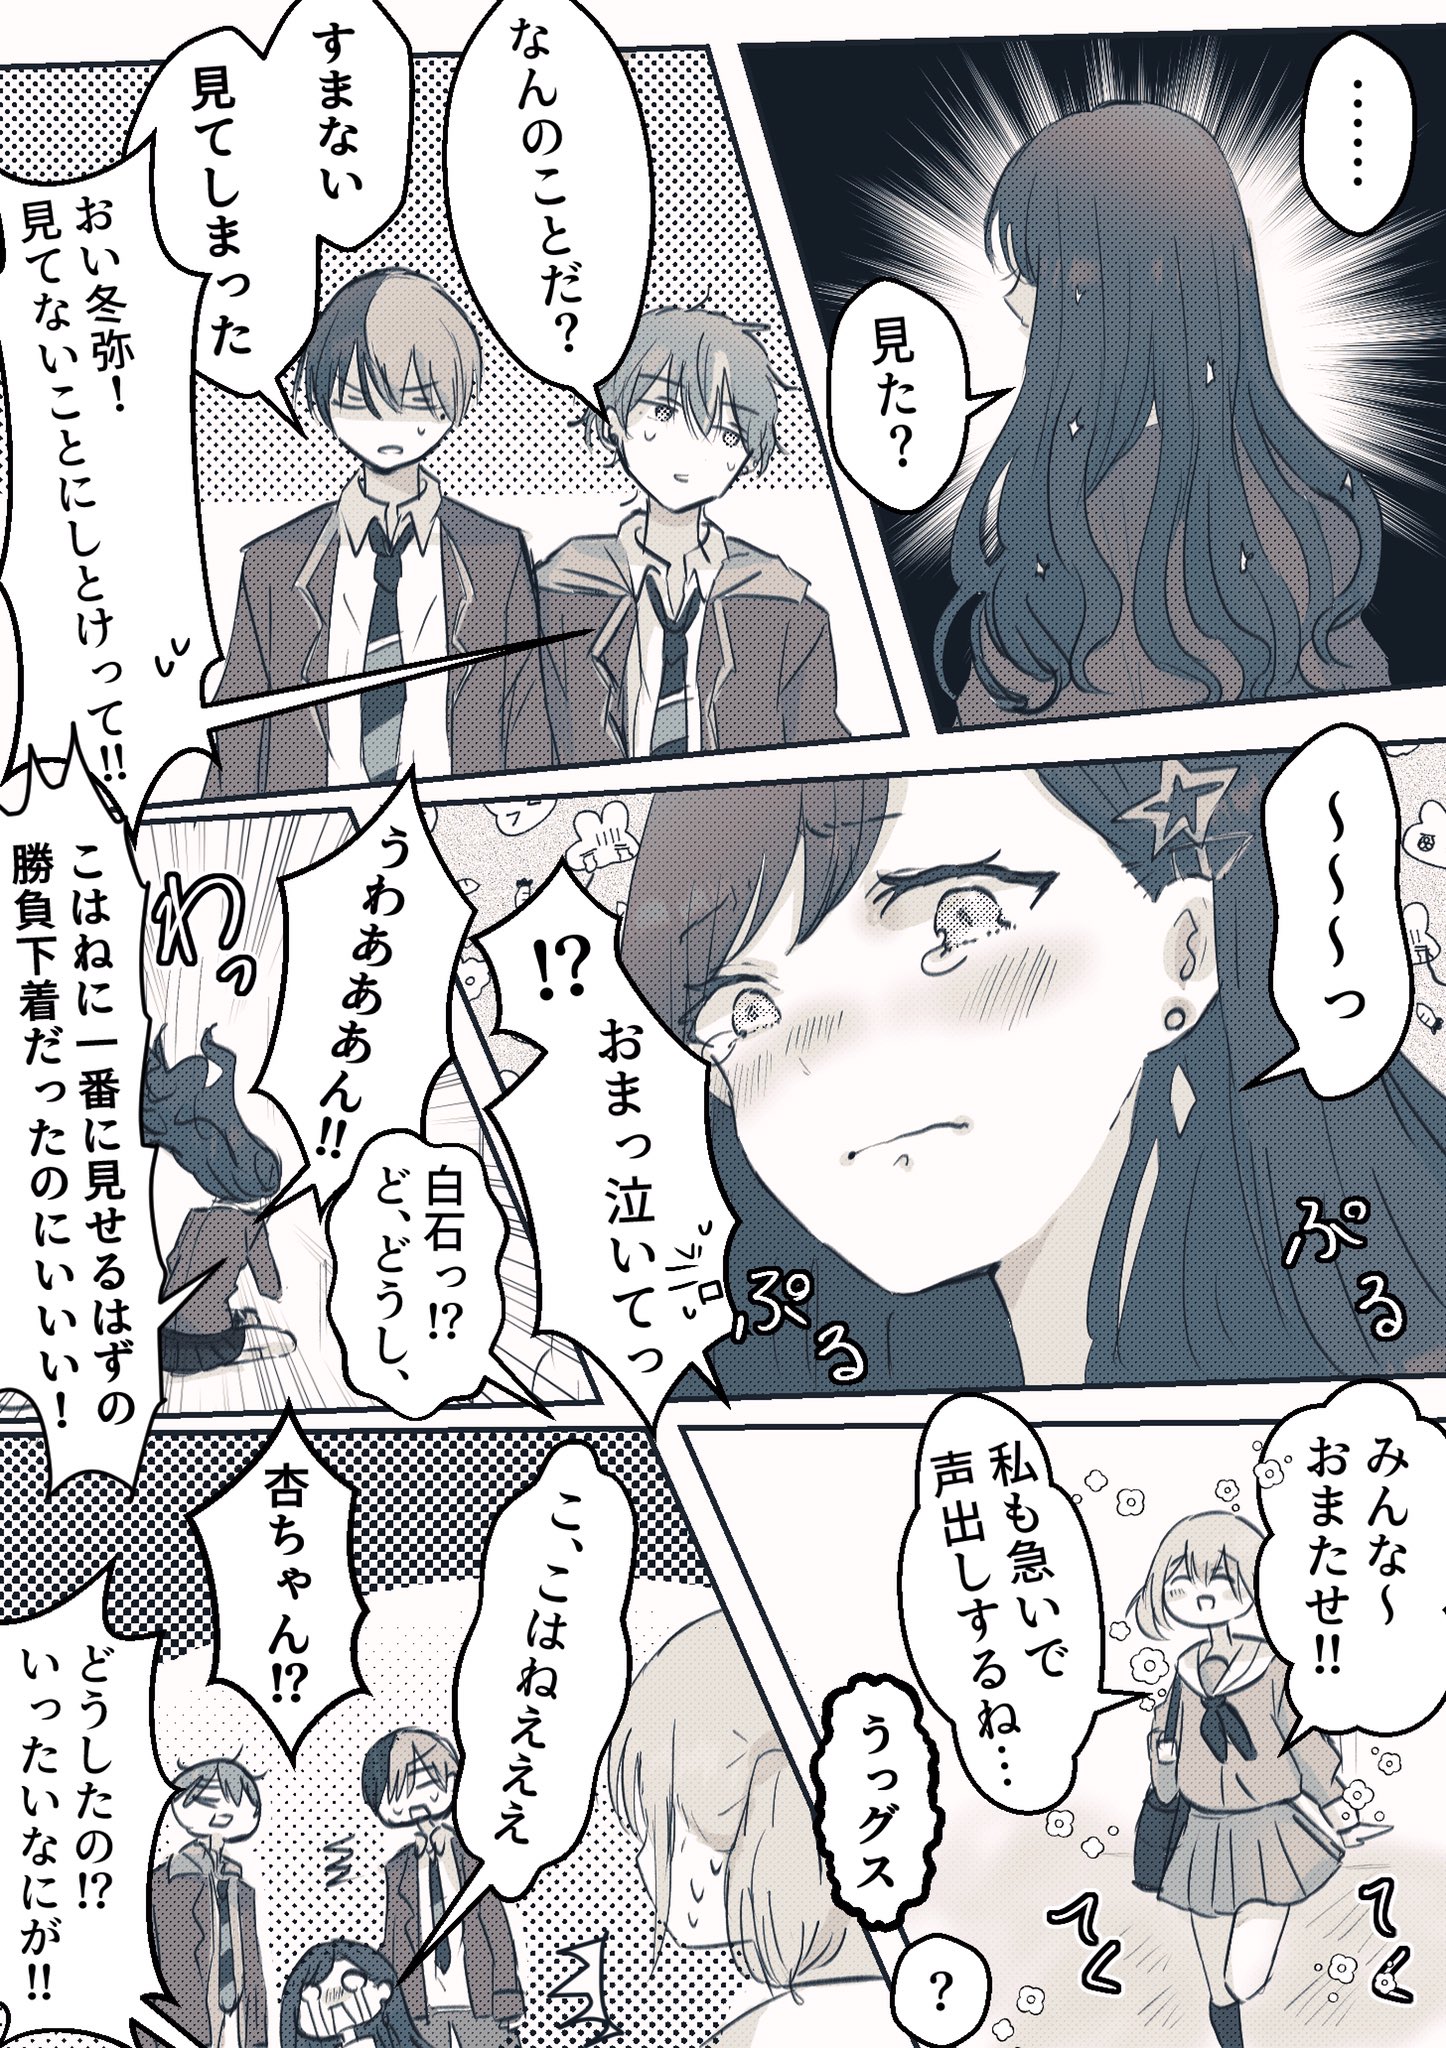 ……
見た？
なんのことだ？
すまない
見てしまった
おい冬弥！
見てないことにしとけって!!
～～～っ
ぷる
ぷる
!?
おまっ泣いてっ
うわあああん!!
わっ
白石っ!?
ど、どうし、
こはねに一番に見せるはずの
勝負下着だったのにいいい！
みんな～
おまたせ!!
私も急いで
声出しするね…
てく
てく
うっグス
？
こ、こはねえええ
杏ちゃん!?
どうしたの!?
いったいなにが!!